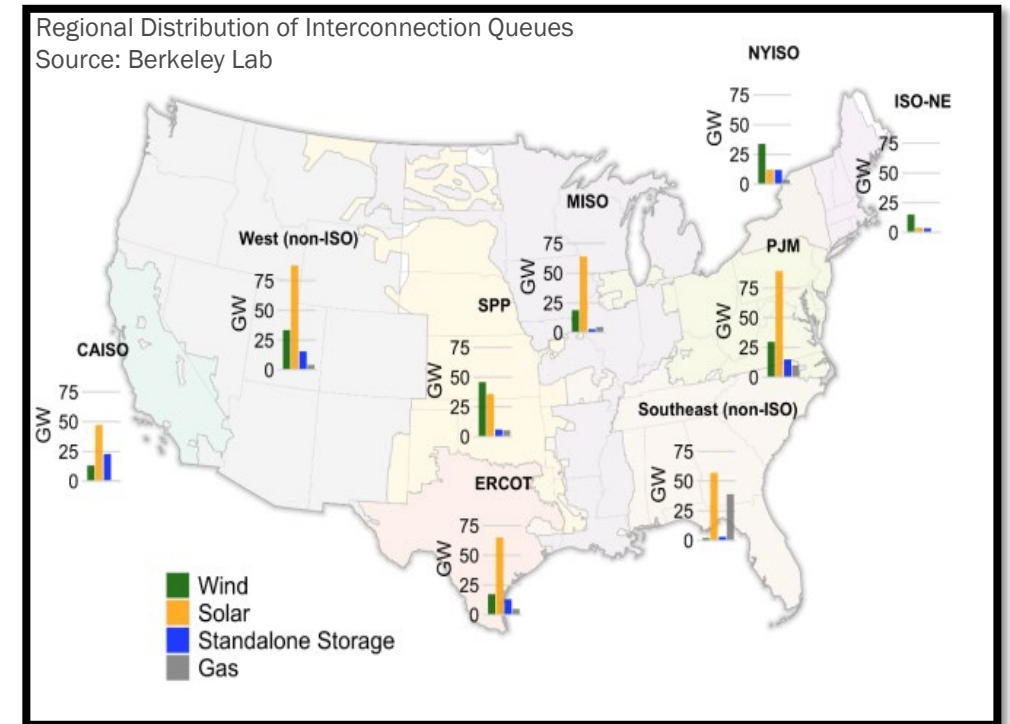 Regional Distribution of Interconnection Queues
Source: Berkeley Lab
NYISO
75
GW
50
25
0
ISO-NE
75
GW
50
25
0
MISO
75
GW
50
25
0
West (non-ISO)
75
GW
50
25
0
PJM
75
GW
50
25
0
SPP
75
GW
50
25
0
CAISO
75
GW
50
25
0
Southeast (non-ISO)
75
GW
50
25
0
ERCOT
75
GW
50
25
0
Wind
Solar
Standalone Storage
Gas